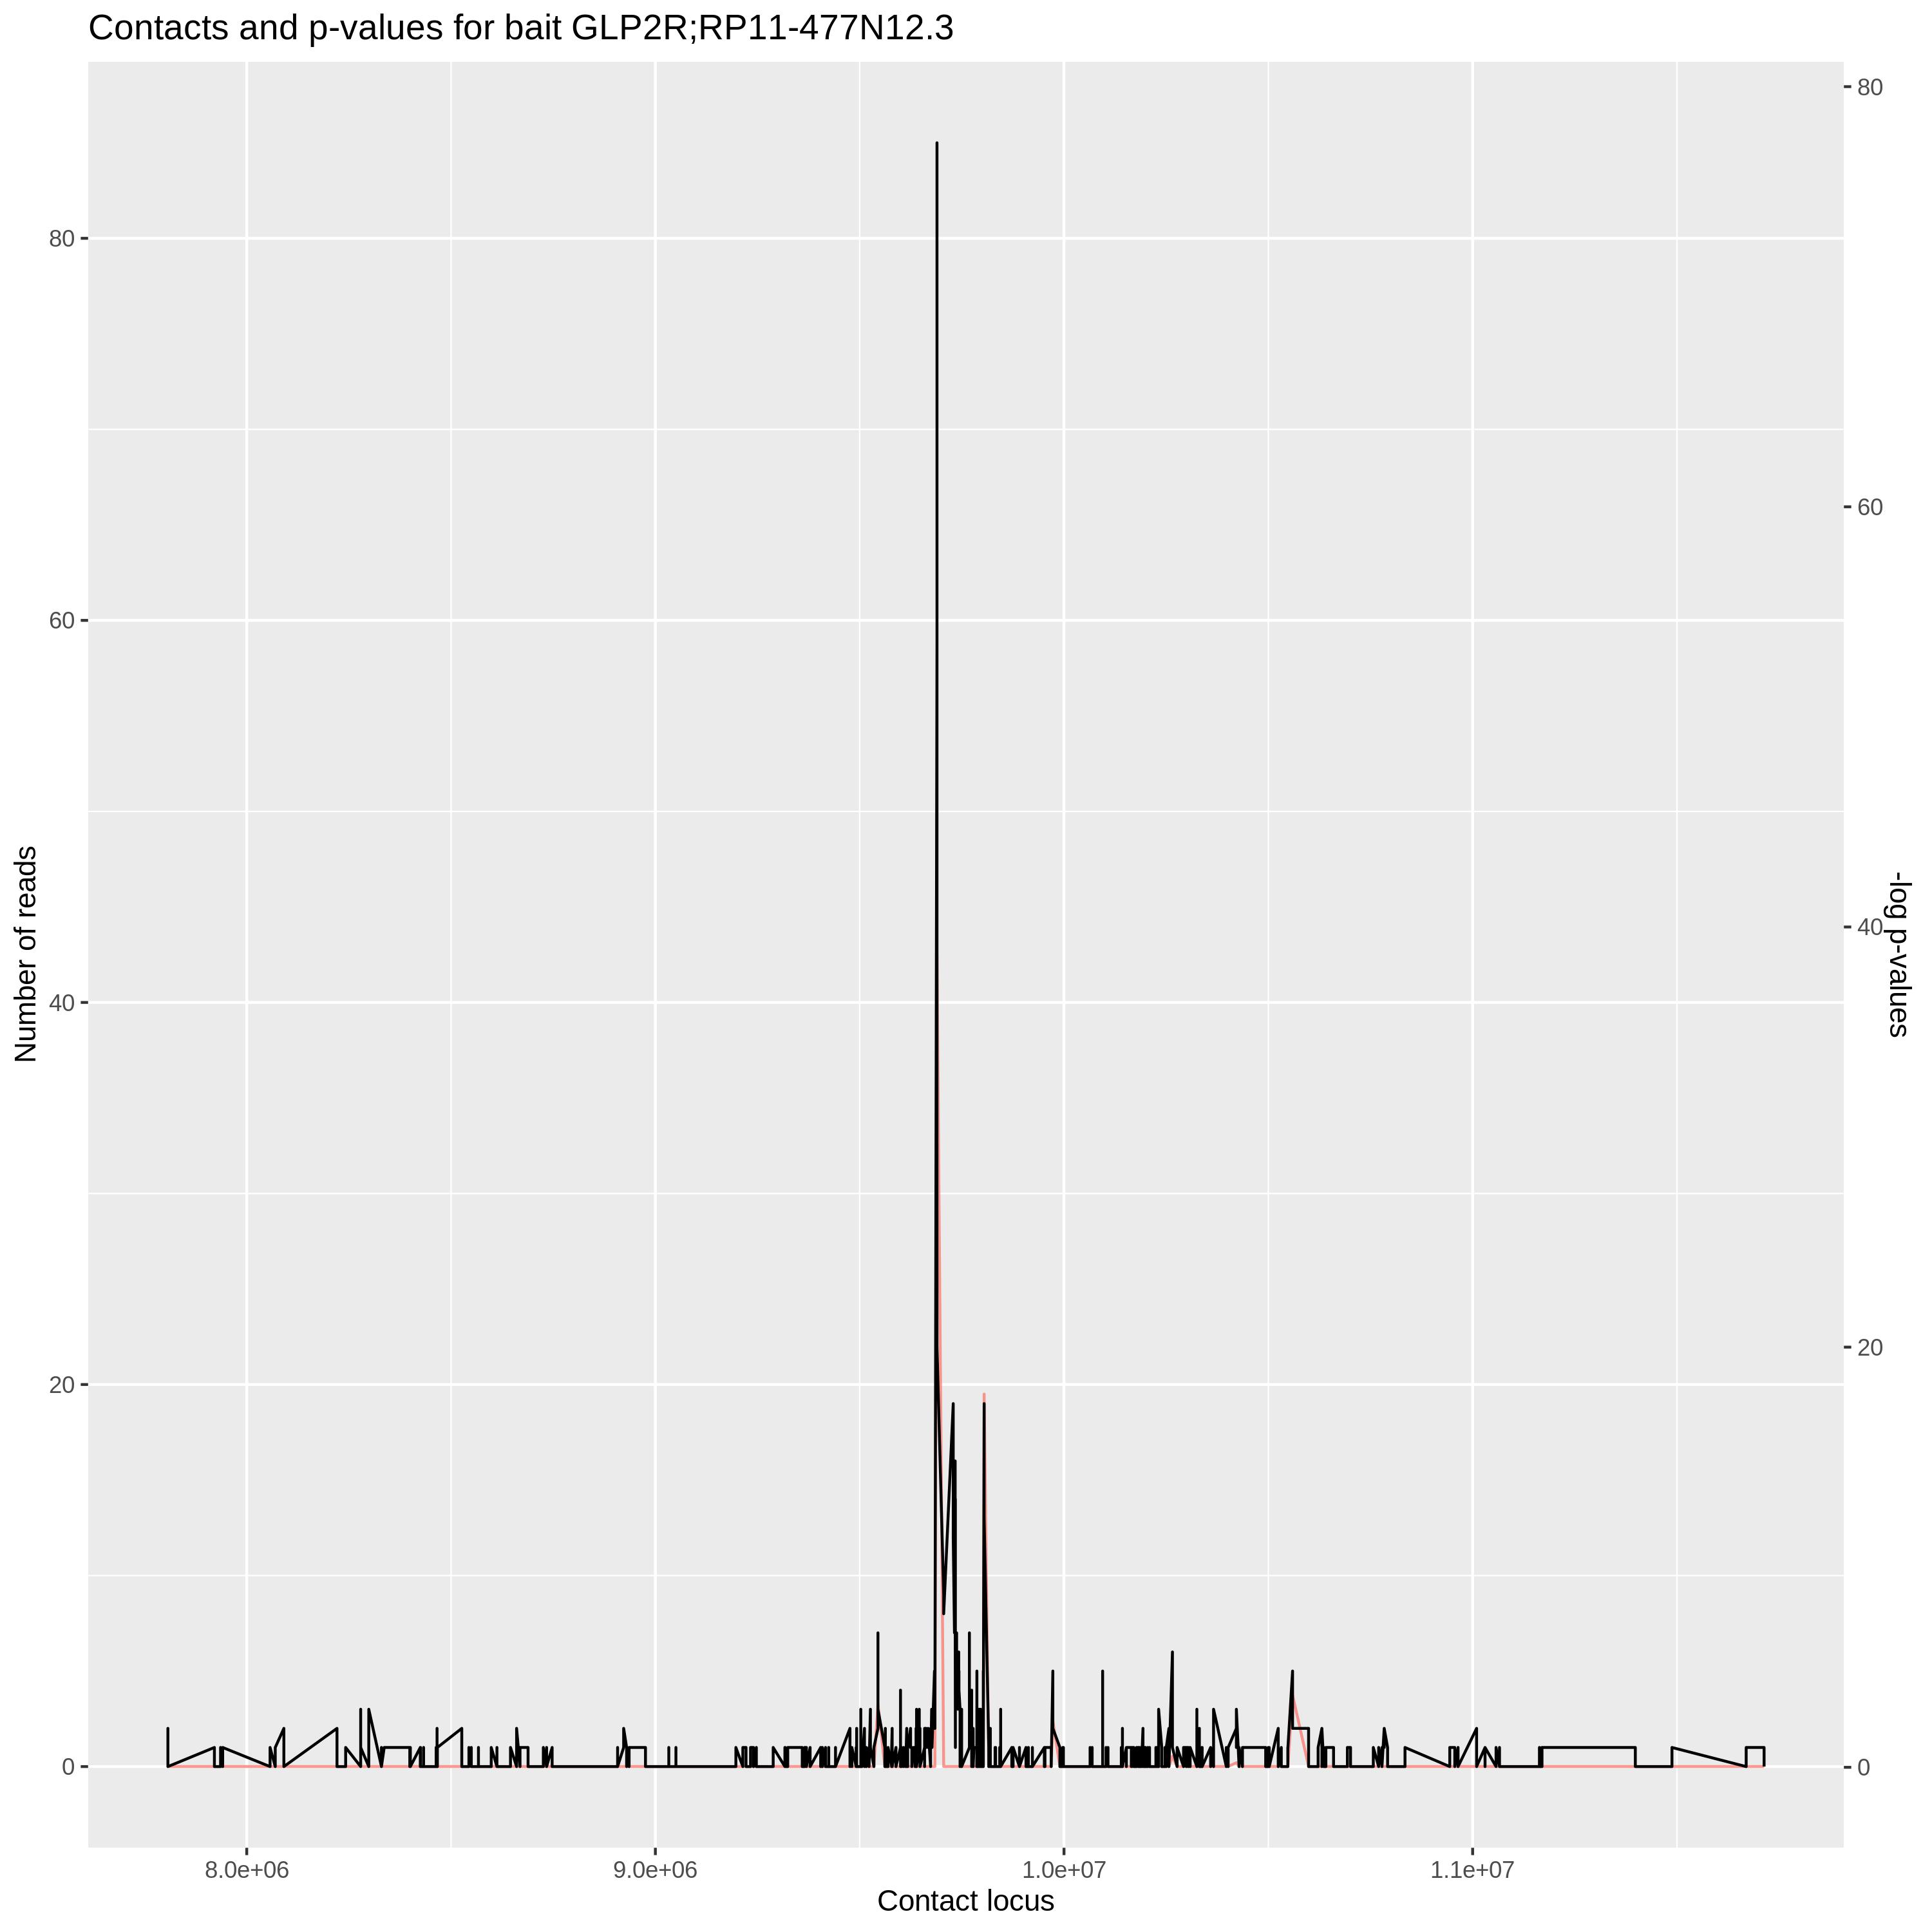 Contacts and p-values for bait GLP2R;RP11-477N12.3
80
60
40
20
0
Number of reads
80
60
40
20
0
-log p-values
8.0e+06
9.0e+06
1.0e+07
1.1e+07
Contact locus